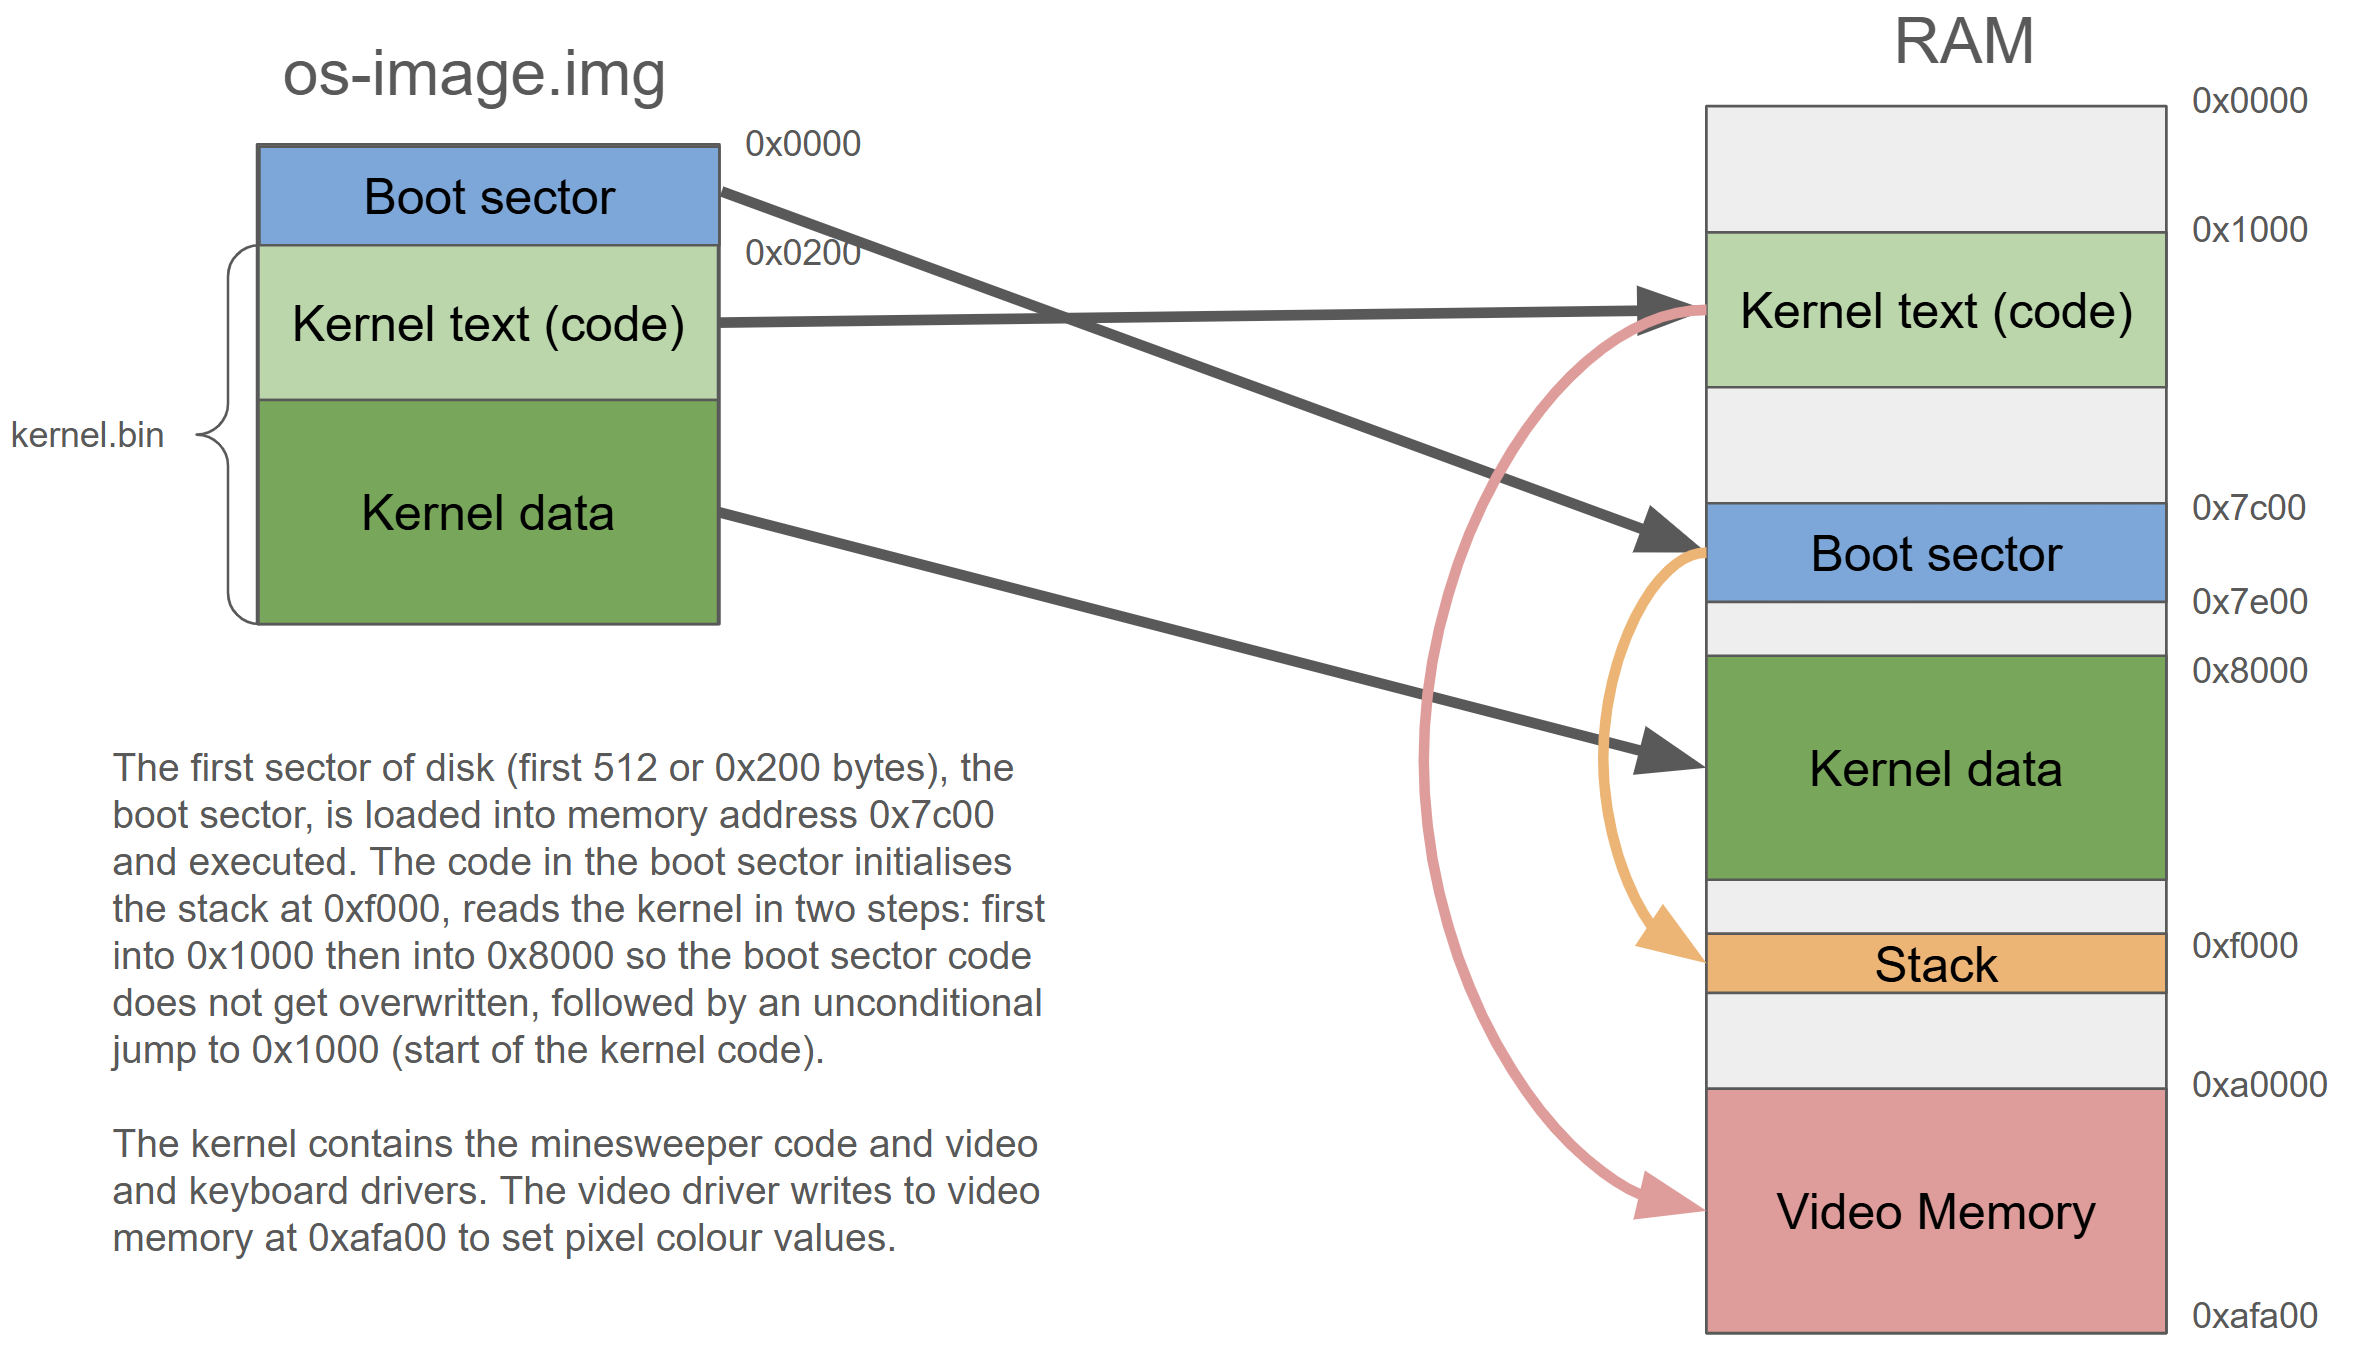 os-image.img
0x0000
Boot sector
0x0200
Kernel text (code)
kernel.bin
Kernel data
The first sector of disk (first 512 or 0x200 bytes), the
boot sector, is loaded into memory address 0x7c00
and executed. The code in the boot sector initialises
the stack at 0xf000, reads the kernel in two steps: first
into 0x1000 then into 0x8000 so the boot sector code
does not get overwritten, followed by an unconditional
jump to 0x1000 (start of the kernel code).
The kernel contains the minesweeper code and video
and keyboard drivers. The video driver writes to video
memory at 0xafa00 to set pixel colour values.
RAM
0x0000
0x1000
Kernel text (code)
0x7c00
Boot sector
0x7e00
0x8000
Kernel data
0xf000
Stack
0xa0000
Video Memory
0xafa00